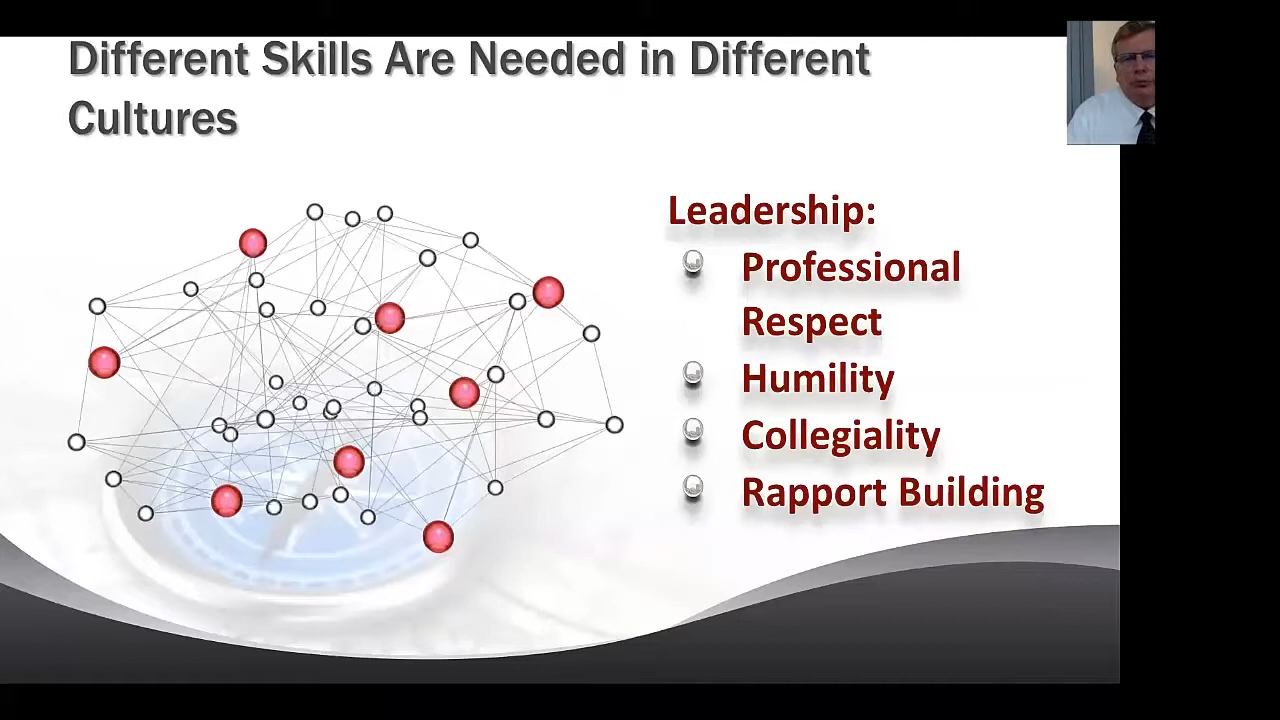 Different Skills Are Needed in Different
Cultures
Leadership:
Professional
Respect
Humility
Collegiality
Rapport Building